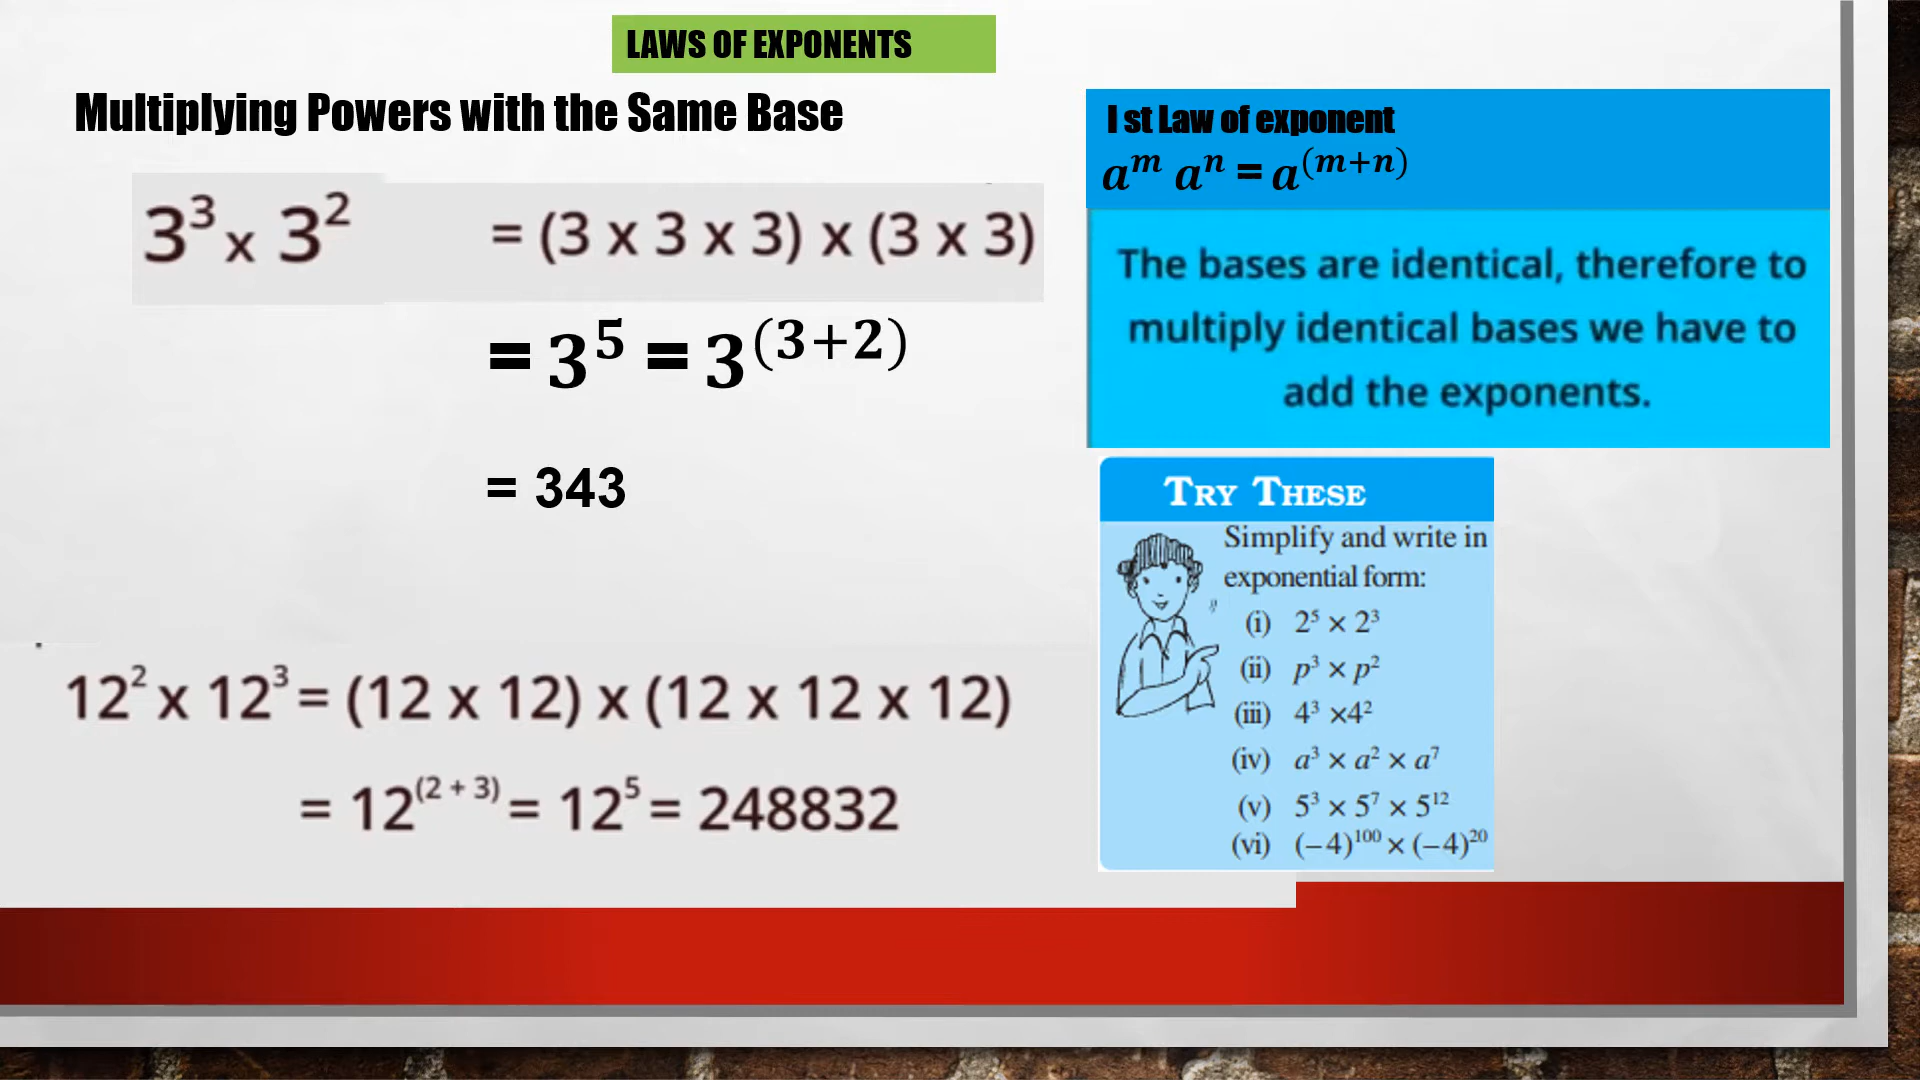 LAWS OF EXPONENTS
Multiplying Powers with the Same Base
3³ x 3² = (3 x 3 x 3) x (3 x 3)
= 3⁵ = 3⁽³⁺²⁾
= 343
12² x 12³ = (12 x 12) x (12 x 12 x 12)
= 12⁽² ⁺ ³⁾ = 12⁵ = 248832
I st Law of exponent
aᵐ aⁿ = a⁽ᵐ⁺ⁿ⁾
The bases are identical, therefore to
multiply identical bases we have to
add the exponents.
TRY THESE
Simplify and write in
exponential form:
(i) 2⁵ × 2³
(ii) p³ × p²
(iii) 4³ ×4²
(iv) a³ × a² × a⁷
(v) 5³ × 5⁷ × 5¹²
(vi) (–4)¹⁰⁰ × (–4)²⁰